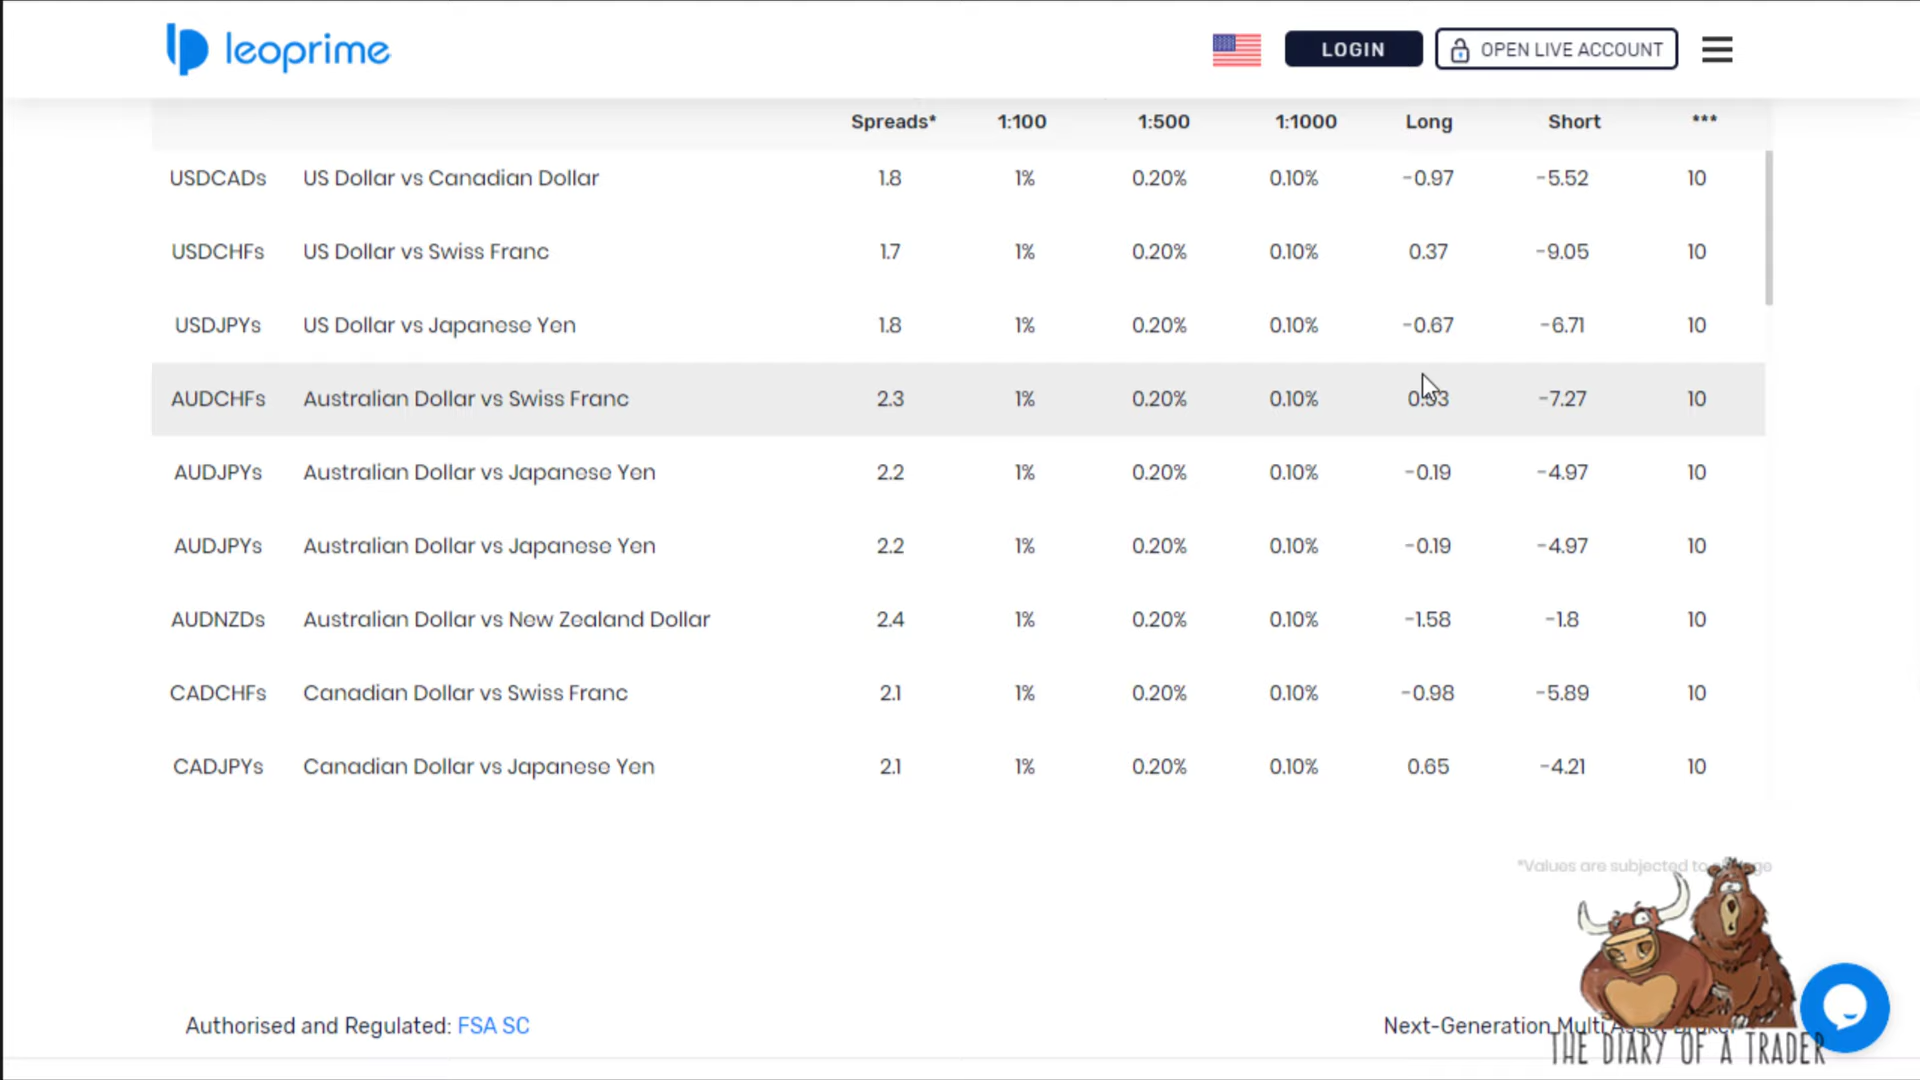 leoprime
LOGIN
OPEN LIVE ACCOUNT
Spreads* 1:100 1:500 1:1000 Long Short ***
USDCADs US Dollar vs Canadian Dollar 1.8 1% 0.20% 0.10% -0.97 -5.52 10
USDCHFs US Dollar vs Swiss Franc 1.7 1% 0.20% 0.10% 0.37 -9.05 10
USDJPYs US Dollar vs Japanese Yen 1.8 1% 0.20% 0.10% -0.67 -6.71 10
AUDCHFs Australian Dollar vs Swiss Franc 2.3 1% 0.20% 0.10% -7.27 10
AUDJPYs Australian Dollar vs Japanese Yen 2.2 1% 0.20% 0.10% -0.19 -4.97 10
AUDJPYs Australian Dollar vs Japanese Yen 2.2 1% 0.20% 0.10% -0.19 -4.97 10
AUDNZDs Australian Dollar vs New Zealand Dollar 2.4 1% 0.20% 0.10% -1.58 -1.8 10
CADCHFs Canadian Dollar vs Swiss Franc 2.1 1% 0.20% 0.10% -0.98 -5.89 10
CADJPYs Canadian Dollar vs Japanese Yen 2.1 1% 0.20% 0.10% 0.65 -4.21 10
*Values are subjected to
Authorised and Regulated: FSA SC
Next-Generation Multi
THE DIARY OF A TRADER